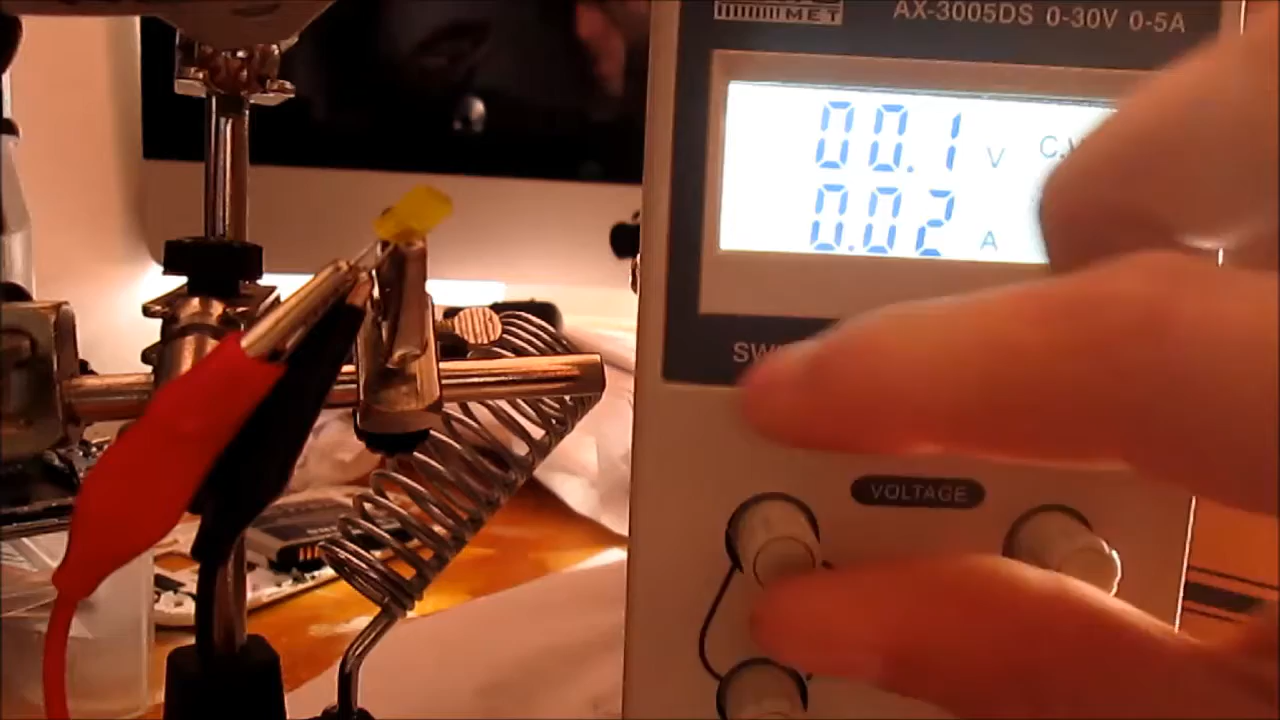 MET
AX-3005DS 0-30V 0-5A
00.1 V
0.02 A
VOLTAGE